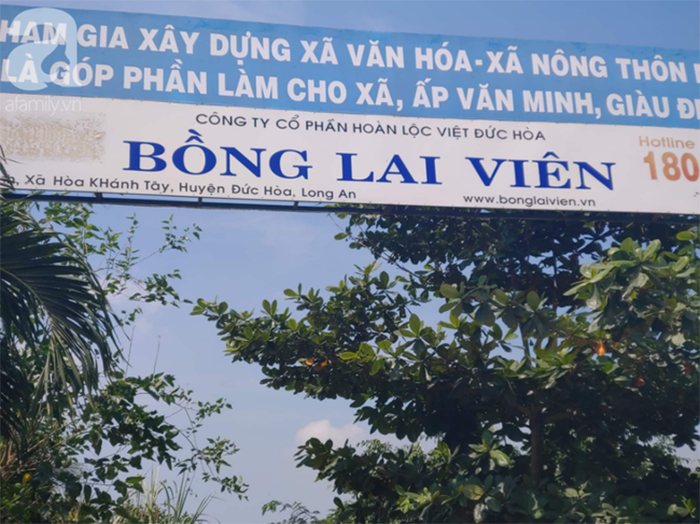 HAM GIA XÂY DỰNG XÃ VĂN HÓA-XÃ NÔNG THÔN
LÀ GÓP PHẦN LÀM CHO XÃ, ẤP VĂN MINH, GIÀU
afamily.vn
CÔNG TY CỔ PHẦN HOÀN LỘC VIỆT ĐỨC HÒA
BỒNG LAI VIÊN
Hotline
180
Xã Hòa KHánh Tây, Huyện Đức Hòa, Long An
www.bonglaivien.vn